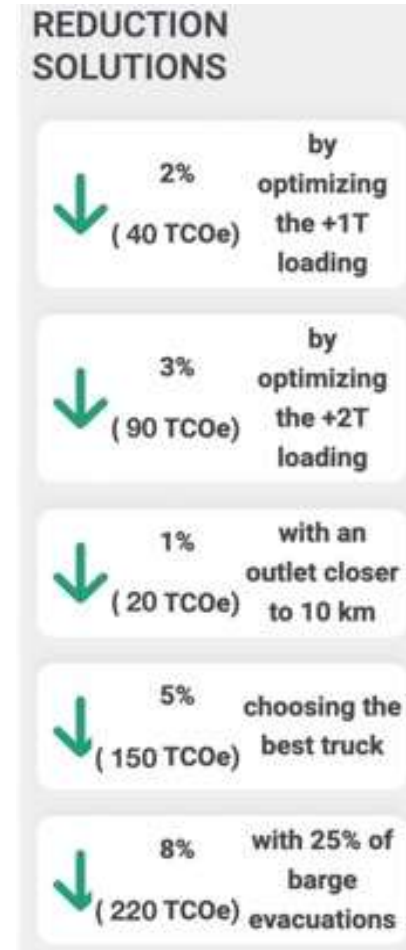 REDUCTION
SOLUTIONS
2%
( 40 TCOe)
by
optimizing
the +1T
loading
3%
( 90 TCOe)
by
optimizing
the +2T
loading
1%
( 20 TCOe)
with an
outlet closer
to 10 km
5%
( 150 TCOe)
choosing the
best truck
8%
( 220 TCOe)
with 25% of
barge
evacuations